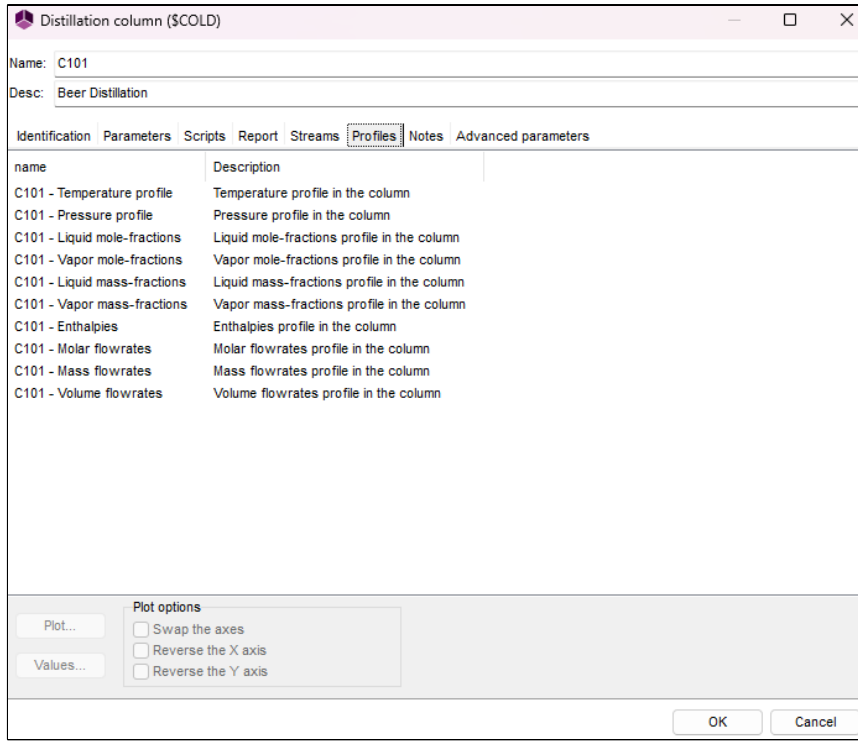 Distillation column ($COLD)
Name: C101
Desc: Beer Distillation
Identification Parameters Scripts Report Streams Profiles Notes Advanced parameters
name Description
C101 - Temperature profile Temperature profile in the column
C101 - Pressure profile Pressure profile in the column
C101 - Liquid mole-fractions Liquid mole-fractions profile in the column
C101 - Vapor mole-fractions Vapor mole-fractions profile in the column
C101 - Liquid mass-fractions Liquid mass-fractions profile in the column
C101 - Vapor mass-fractions Vapor mass-fractions profile in the column
C101 - Enthalpies Enthalpies profile in the column
C101 - Molar flowrates Molar flowrates profile in the column
C101 - Mass flowrates Mass flowrates profile in the column
C101 - Volume flowrates Volume flowrates profile in the column
Plot options
Plot... Swap the axes
Reverse the X axis
Values... Reverse the Y axis
OK Cancel